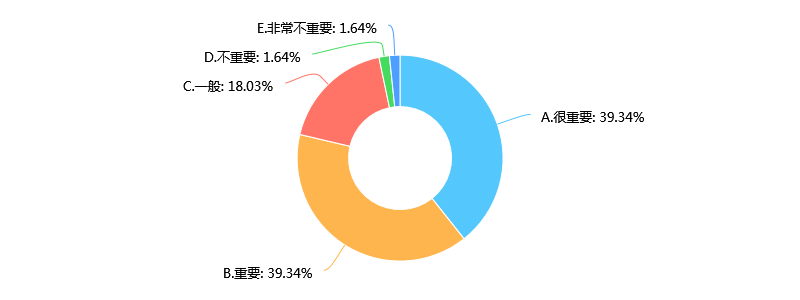 E.非常不重要: 1.64%
D.不重要: 1.64%
C.一般: 18.03%
A.很重要: 39.34%
B.重要: 39.34%